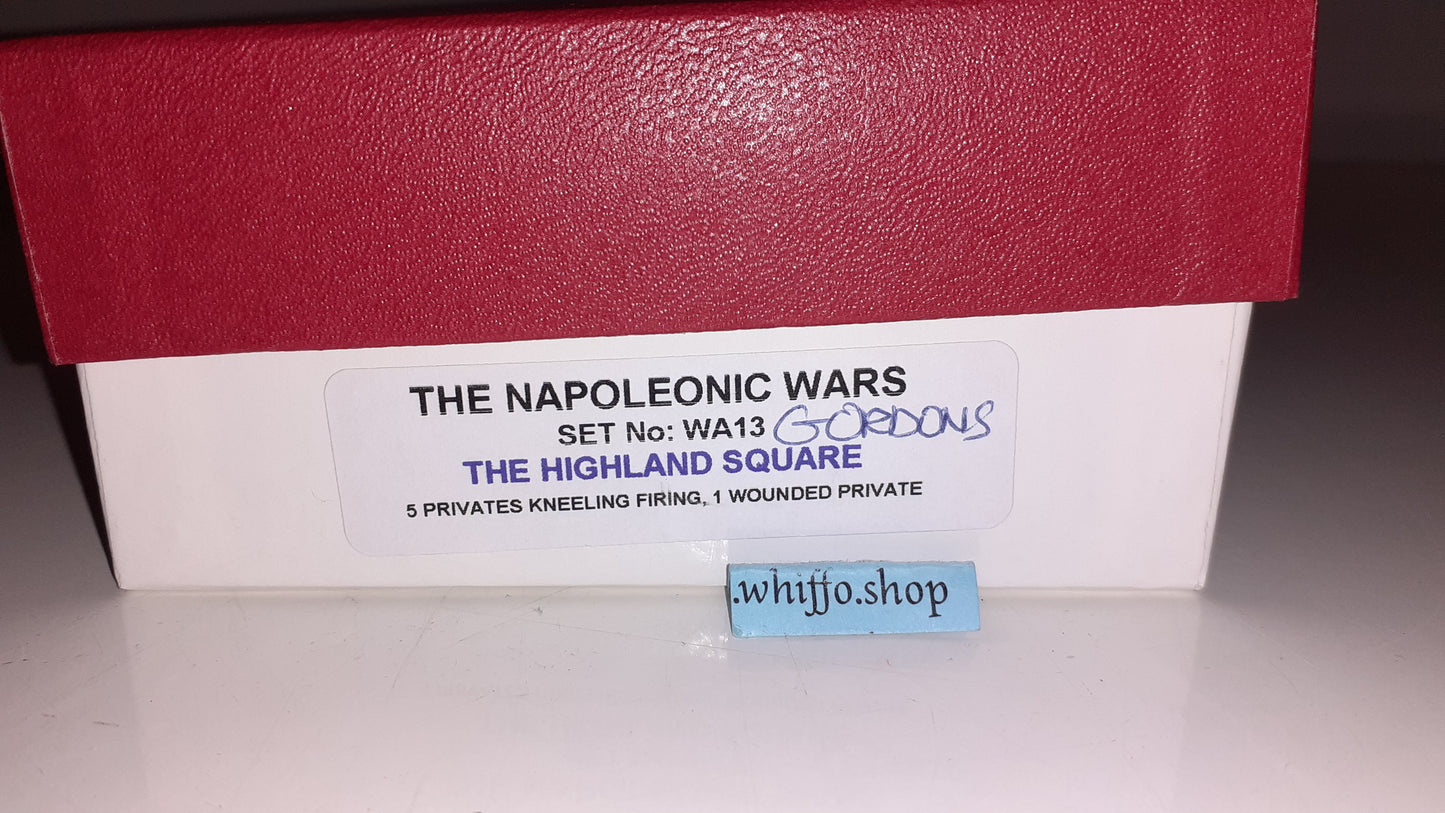 THE NAPOLEONIC WARS
SET No: WA13 GORDONS
THE HIGHLAND SQUARE
5 PRIVATES KNEELING FIRING, 1 WOUNDED PRIVATE
.whiffo.shop